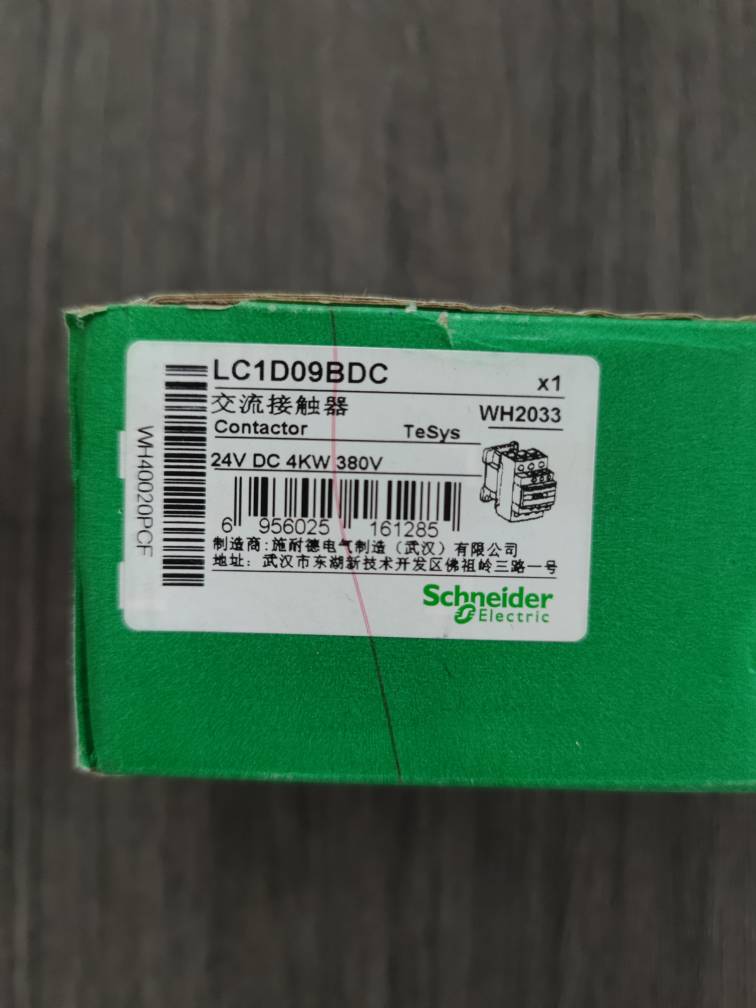 LC1D09BDC
x1
交流接触器
WH2033
Contactor
TeSys
24V DC 4KW 380V
6 956025 161285
制造商:施耐德电气制造（武汉）有限公司
地址：武汉市东湖新技术开发区佛祖岭三路一号
Schneider
Electric
WH40020PCF